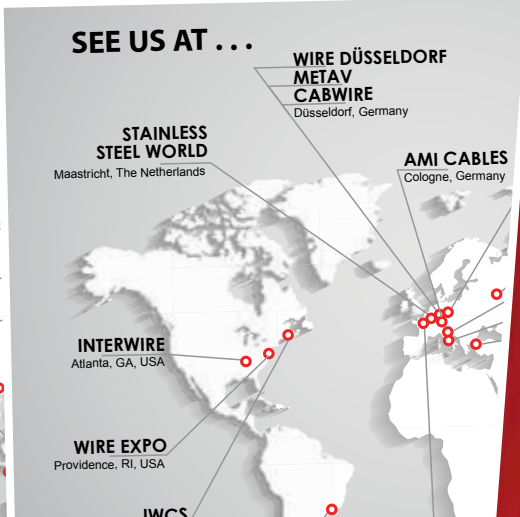 SEE US AT . . .
WIRE DÜSSELDORF
METAV
CABWIRE
Düsseldorf, Germany
STAINLESS
STEEL WORLD
Maastricht, The Netherlands
AMI CABLES
Cologne, Germany
INTERWIRE
Atlanta, GA, USA
WIRE EXPO
Providence, RI, USA
IWCS